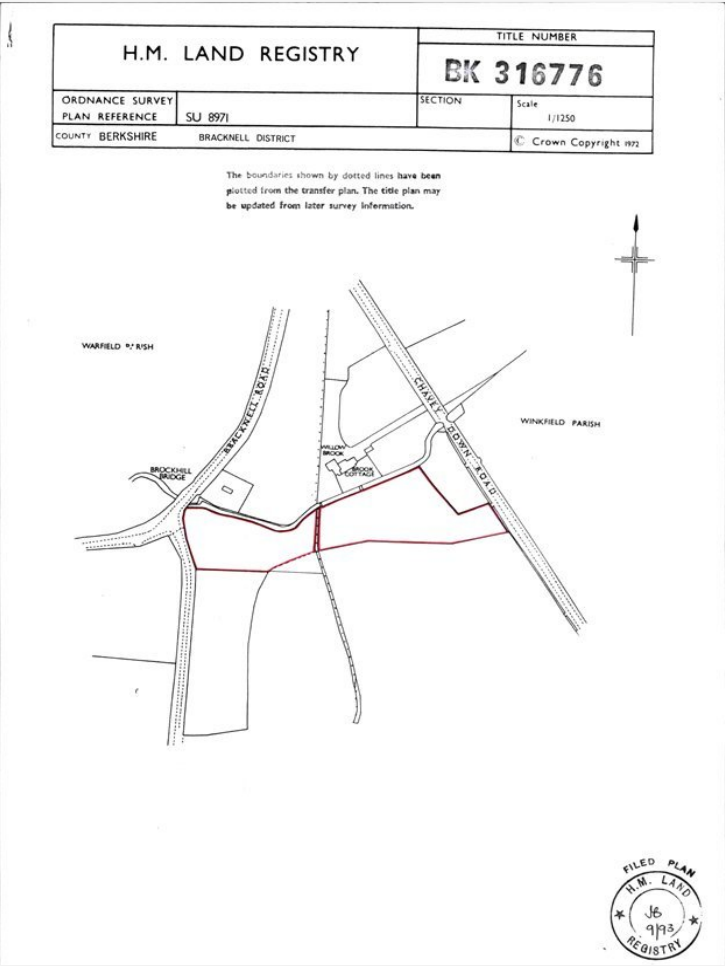 H.M. LAND REGISTRY
TITLE NUMBER
BK 316776
ORDNANCE SURVEY
PLAN REFERENCE
SU 8971
SECTION
Scale
1/1250
COUNTY BERKSHIRE
BRACKNELL DISTRICT
© Crown Copyright 1972
The boundaries shown by dotted lines have been
plotted from the transfer plan. The title plan may
be updated from later survey information.
WARFIELD PARISH
BRACKNELL ROAD
CHAVEY DOWN ROAD
WINKFIELD PARISH
WILLOW
BROOK
BROOK
COTTAGE
BROCKHILL
BRIDGE
FILED PLAN
H.M. LAND
JB
9/93
REGISTRY